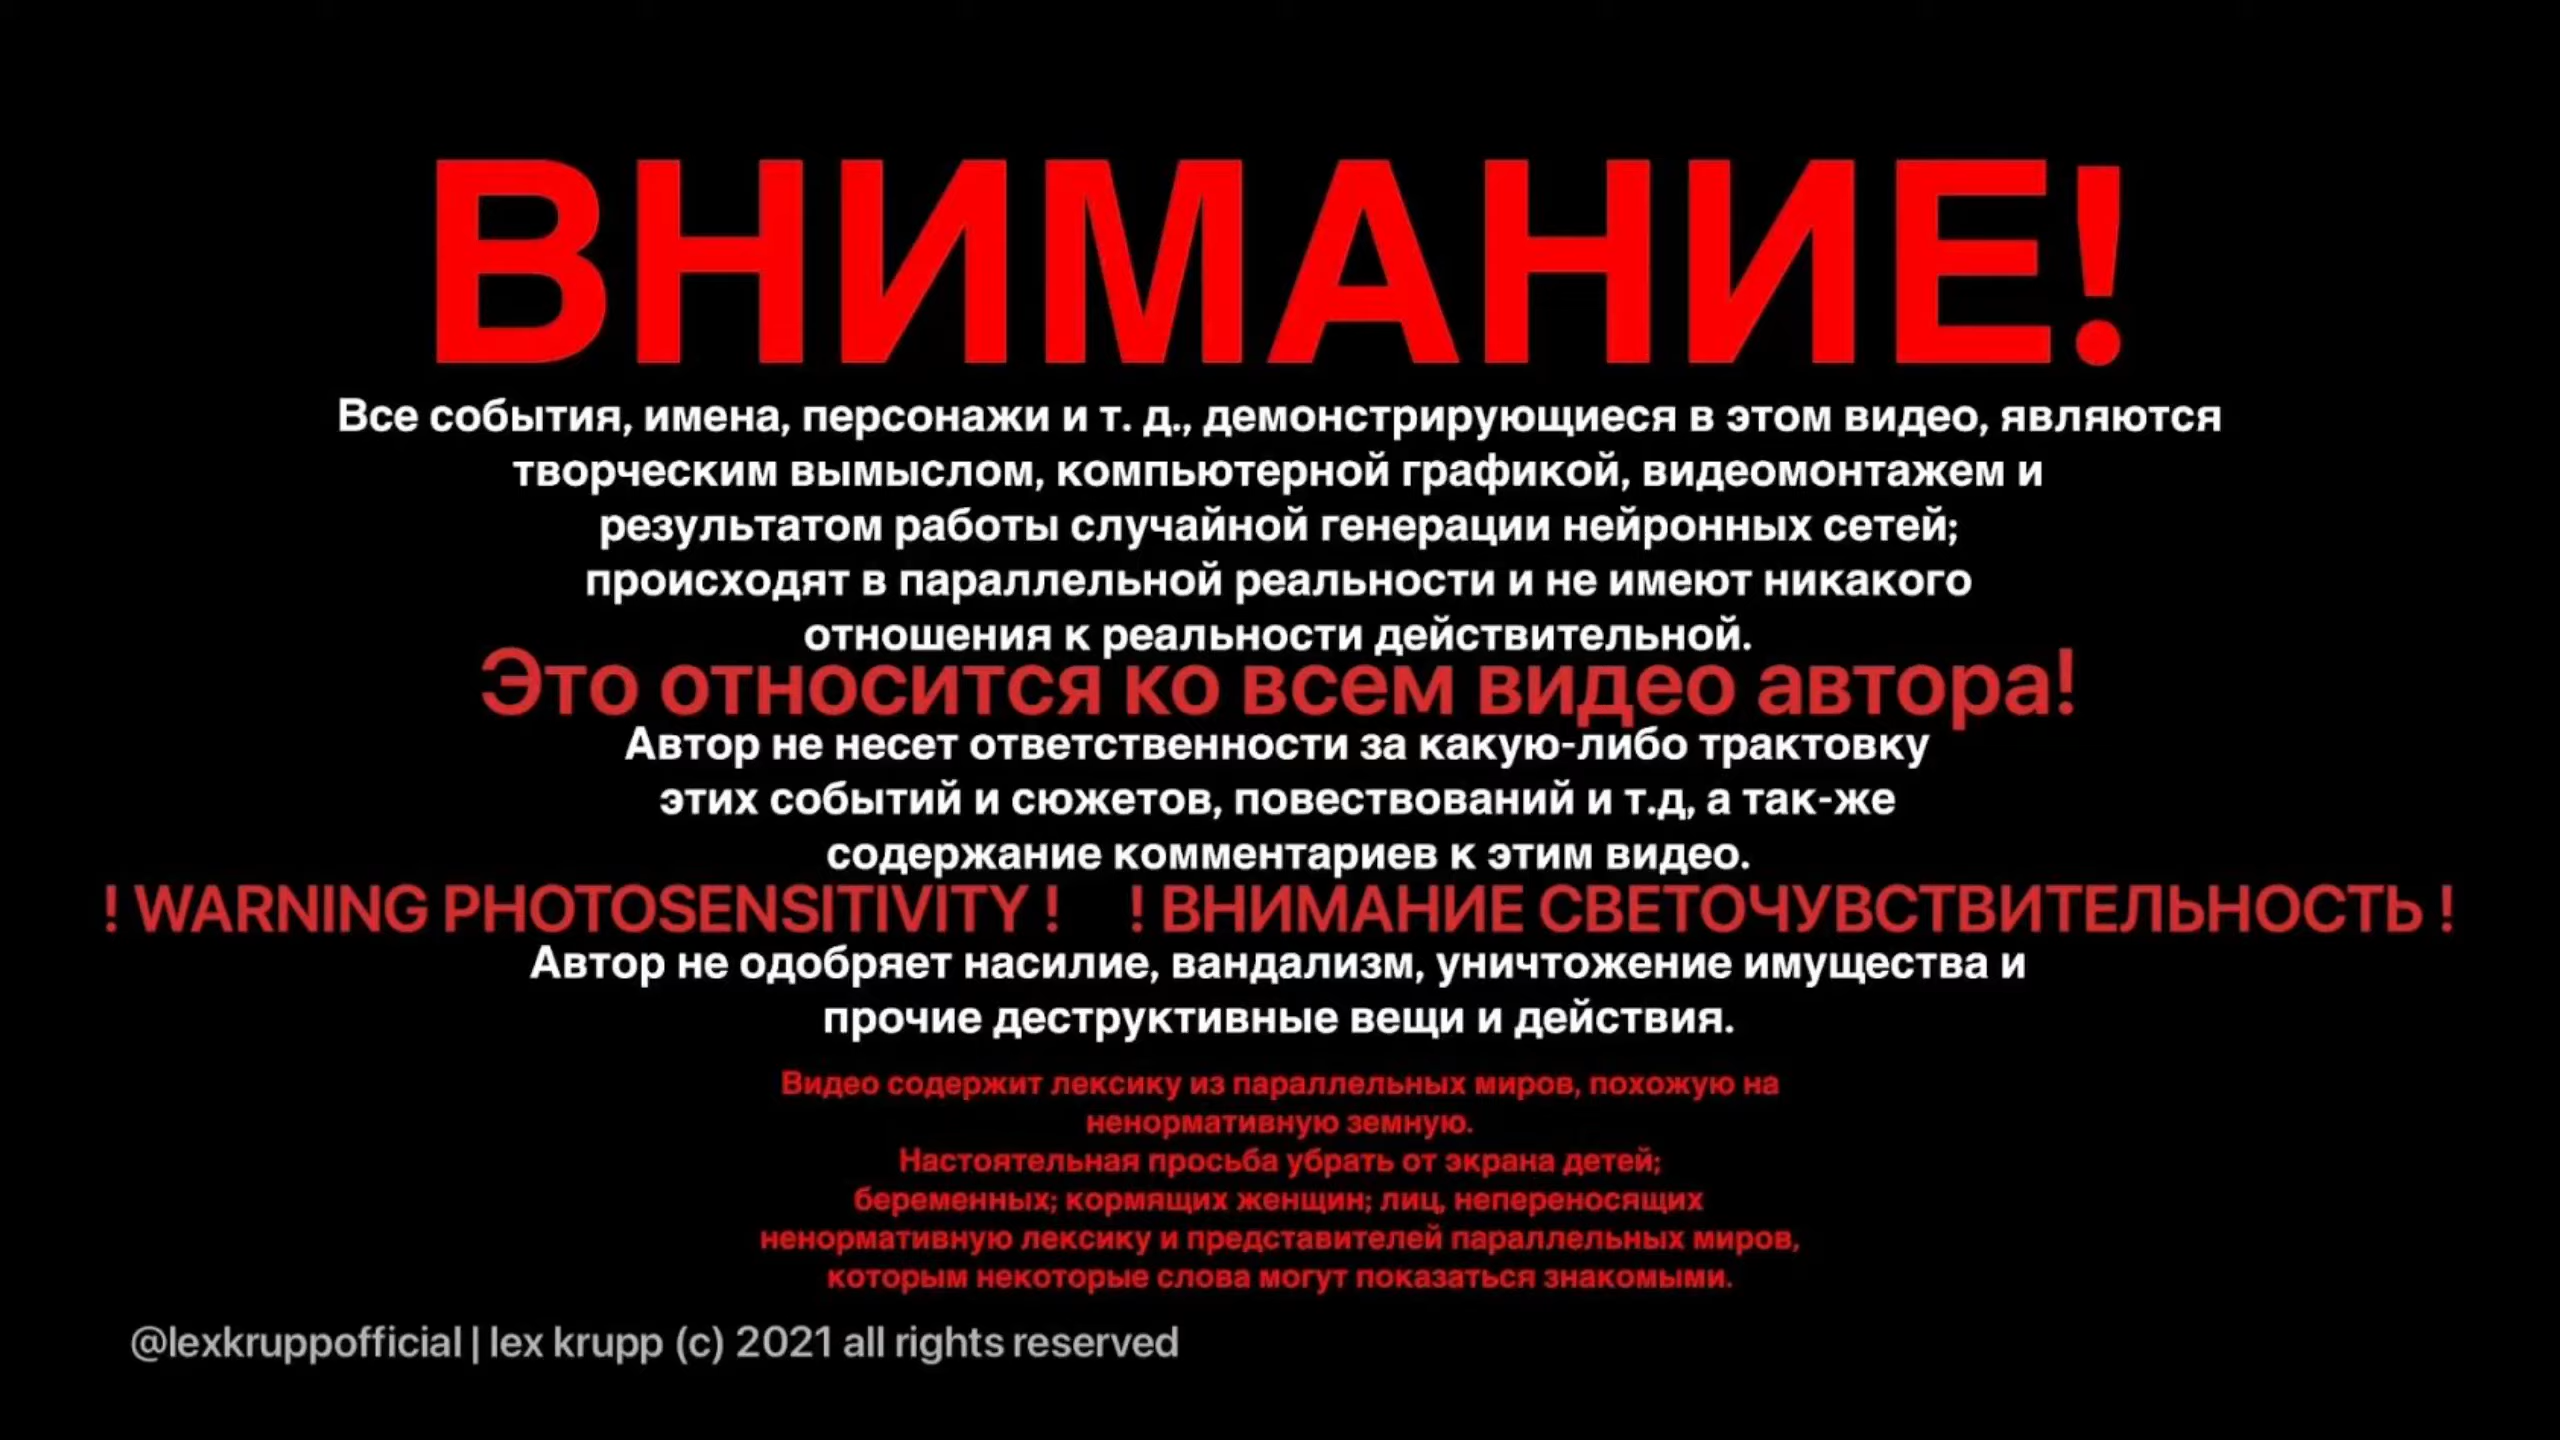 ВНИМАНИЕ!
Все события, имена, персонажи и т. д., демонстрирующиеся в этом видео, являются
творческим вымыслом, компьютерной графикой, видеомонтажем и
результатом работы случайной генерации нейронных сетей;
происходят в параллельной реальности и не имеют никакого
отношения к реальности действительной.
Это относится ко всем видео автора!
Автор не несет ответственности за какую-либо трактовку
этих событий и сюжетов, повествований и т.д, а так-же
содержание комментариев к этим видео.
! WARNING PHOTOSENSITIVITY ! ! ВНИМАНИЕ СВЕТОЧУВСТВИТЕЛЬНОСТЬ !
Автор не одобряет насилие, вандализм, уничтожение имущества и
прочие деструктивные вещи и действия.
Видео содержит лексику из параллельных миров, похожую на
ненормативную земную.
Настоятельная просьба убрать от экрана детей;
беременных; кормящих женщин; лиц, непереносящих
ненормативную лексику и представителей параллельных миров,
которым некоторые слова могут показаться знакомыми.
@lexkruppofficial | lex krupp (c) 2021 all rights reserved